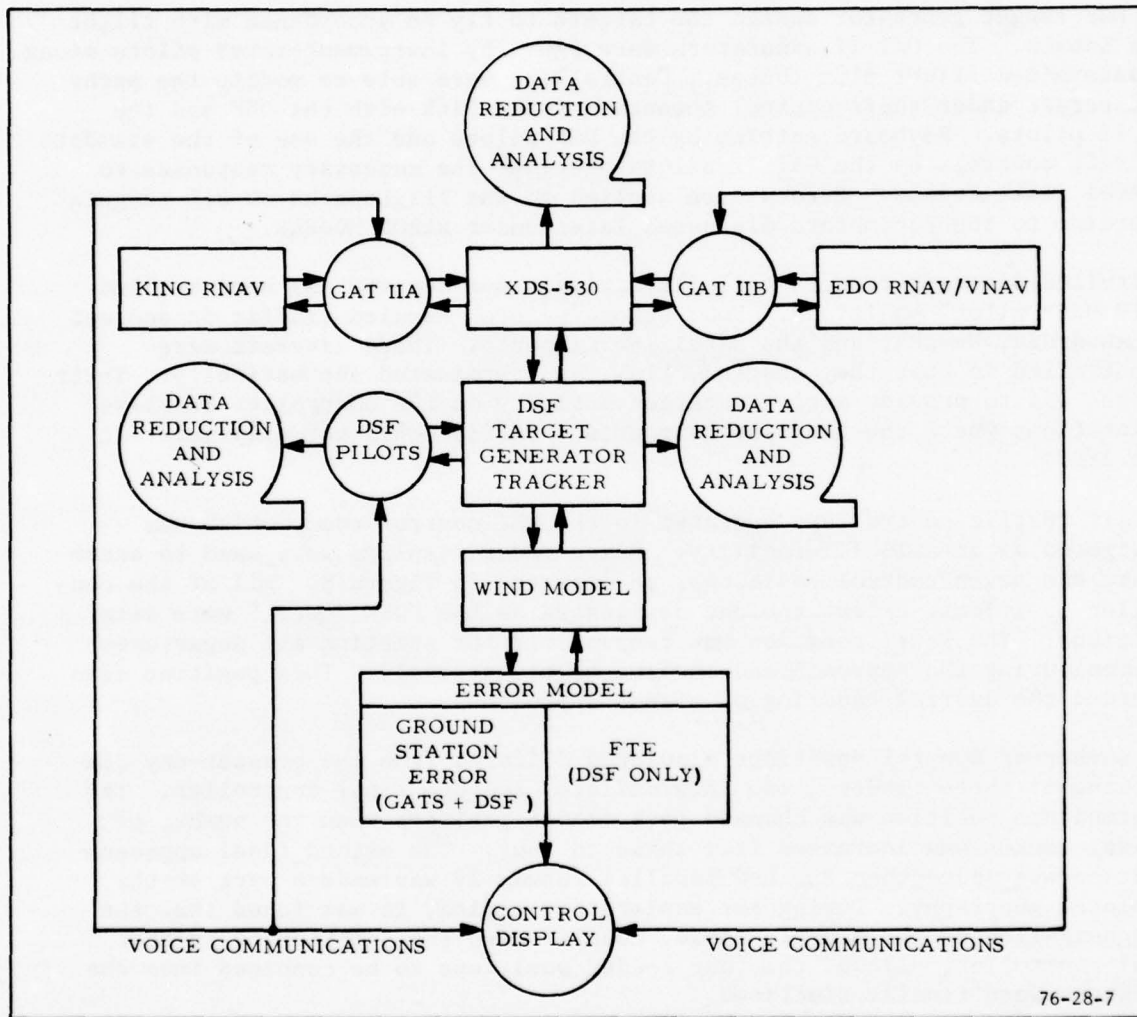 DATA
REDUCTION
AND
ANALYSIS
KING RNAV
GAT IIA
XDS-530
GAT IIB
EDO RNAV/VNAV
DATA
REDUCTION
AND
ANALYSIS
DSF
PILOTS
DSF
TARGET
GENERATOR
TRACKER
DATA
REDUCTION
AND
ANALYSIS
WIND MODEL
ERROR MODEL
GROUND
STATION
ERROR
(GATS + DSF)
FTE
(DSF ONLY)
CONTROL
DISPLAY
VOICE COMMUNICATIONS
VOICE COMMUNICATIONS
76-28-7